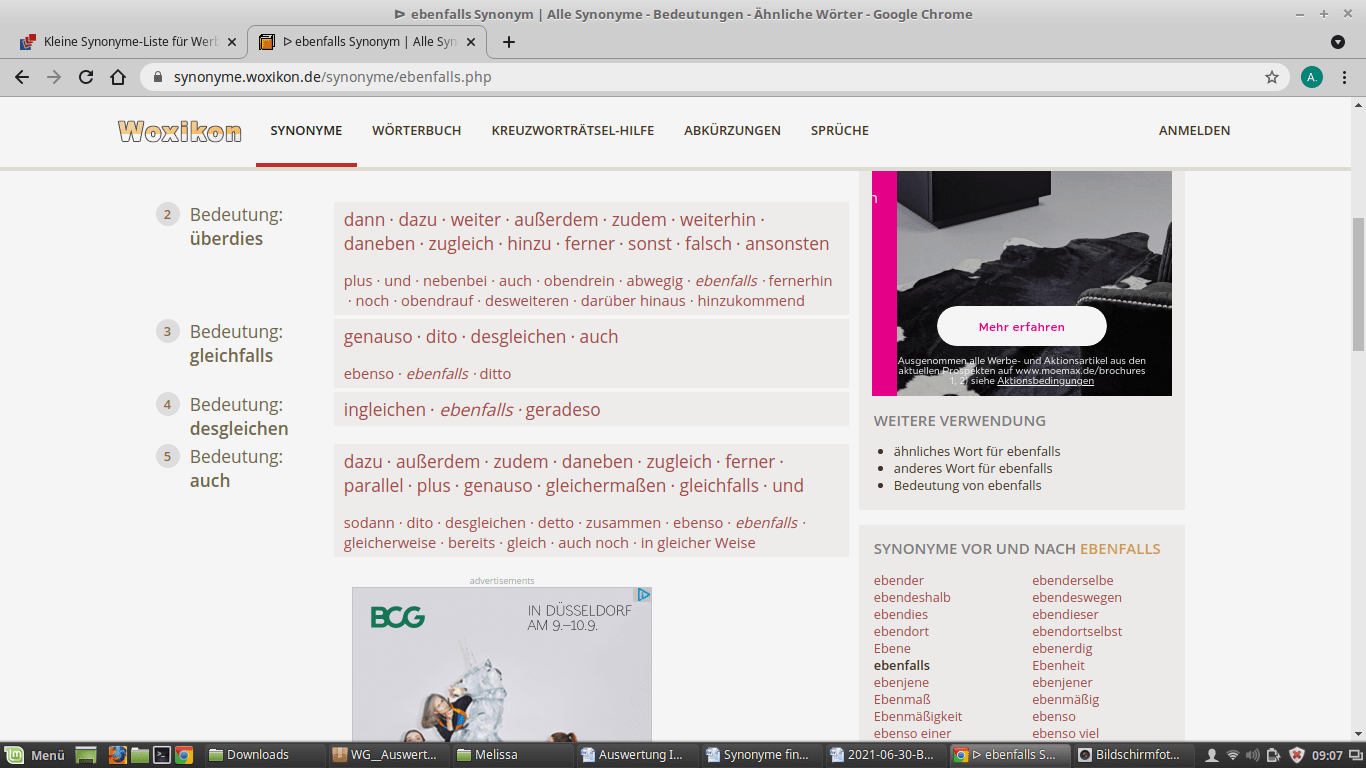 ᐅ ebenfalls Synonym | Alle Synonyme - Bedeutungen - Ähnliche Wörter - Google Chrome
Kleine Synonyme-Liste für Werb
ᐅ ebenfalls Synonym | Alle Syn
synonyme.woxikon.de/synonyme/ebenfalls.php
A.
Woxikon SYNONYME WÖRTERBUCH KREUZWORTRÄTSEL-HILFE ABKÜRZUNGEN SPRÜCHE ANMELDEN
2 Bedeutung:
überdies
dann · dazu · weiter · außerdem · zudem · weiterhin ·
daneben · zugleich · hinzu · ferner · sonst · falsch · ansonsten
plus · und · nebenbei · auch · obendrein · abwegig · ebenfalls · fernerhin
· noch · obendrauf · desweiteren · darüber hinaus · hinzukommend
3 Bedeutung:
gleichfalls
genauso · dito · desgleichen · auch
ebenso · ebenfalls · ditto
4 Bedeutung:
desgleichen
ingleichen · ebenfalls · geradeso
5 Bedeutung:
auch
dazu · außerdem · zudem · daneben · zugleich · ferner ·
parallel · plus · genauso · gleichermaßen · gleichfalls · und
sodann · dito · desgleichen · detto · zusammen · ebenso · ebenfalls ·
gleicherweise · bereits · gleich · auch noch · in gleicher Weise
advertisements
BCG
IN DÜSSELDORF
AM 9.–10.9.
n
Mehr erfahren
Ausgenommen alle Werbe- und Aktionsartikel aus den
aktuellen Prospekten auf www.moemax.de/brochures
1, 2) siehe Aktionsbedingungen
WEITERE VERWENDUNG
ähnliches Wort für ebenfalls
anderes Wort für ebenfalls
Bedeutung von ebenfalls
SYNONYME VOR UND NACH EBENFALLS
ebender
ebendeshalb
ebendies
ebendort
Ebene
ebenfalls
ebenjene
Ebenmaß
Ebenmäßigkeit
ebenso einer
ebenderselbe
ebendeswegen
ebendieser
ebendortselbst
ebenerdig
Ebenheit
ebenjener
ebenmäßig
ebenso
ebenso viel
Menü Downloads WG__Auswert... Melissa Auswertung I... Synonyme fin... 2021-06-30-B... ᐅ ebenfalls S... Bildschirmfot... 09:07